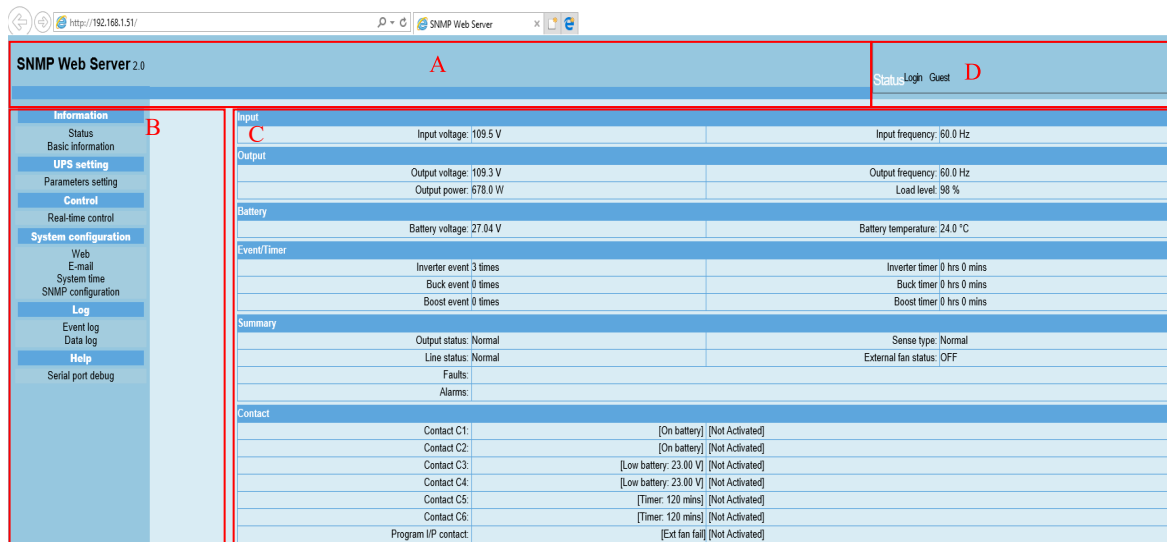 http://192.168.1.51/
SNMP Web Server
SNMP Web Server 2.0
A
Status Login Guest
D
B
Information
Status
Basic information
UPS setting
Parameters setting
Control
Real-time control
System configuration
Web
E-mail
System time
SNMP configuration
Log
Event log
Data log
Help
Serial port debug
C
Input
Input voltage: 109.5 V Input frequency: 60.0 Hz
Output
Output voltage: 109.3 V Output frequency: 60.0 Hz
Output power: 678.0 W Load level: 98 %
Battery
Battery voltage: 27.04 V Battery temperature: 24.0 °C
Event/Timer
Inverter event 3 times Inverter timer 0 hrs 0 mins
Buck event 0 times Buck timer 0 hrs 0 mins
Boost event 0 times Boost timer 0 hrs 0 mins
Summary
Output status: Normal Sense type: Normal
Line status: Normal External fan status: OFF
Faults:
Alarms:
Contact
Contact C1: [On battery] [Not Activated]
Contact C2: [On battery] [Not Activated]
Contact C3: [Low battery: 23.00 V] [Not Activated]
Contact C4: [Low battery: 23.00 V] [Not Activated]
Contact C5: [Timer: 120 mins] [Not Activated]
Contact C6: [Timer: 120 mins] [Not Activated]
Program I/P contact: [Ext fan fail] [Not Activated]